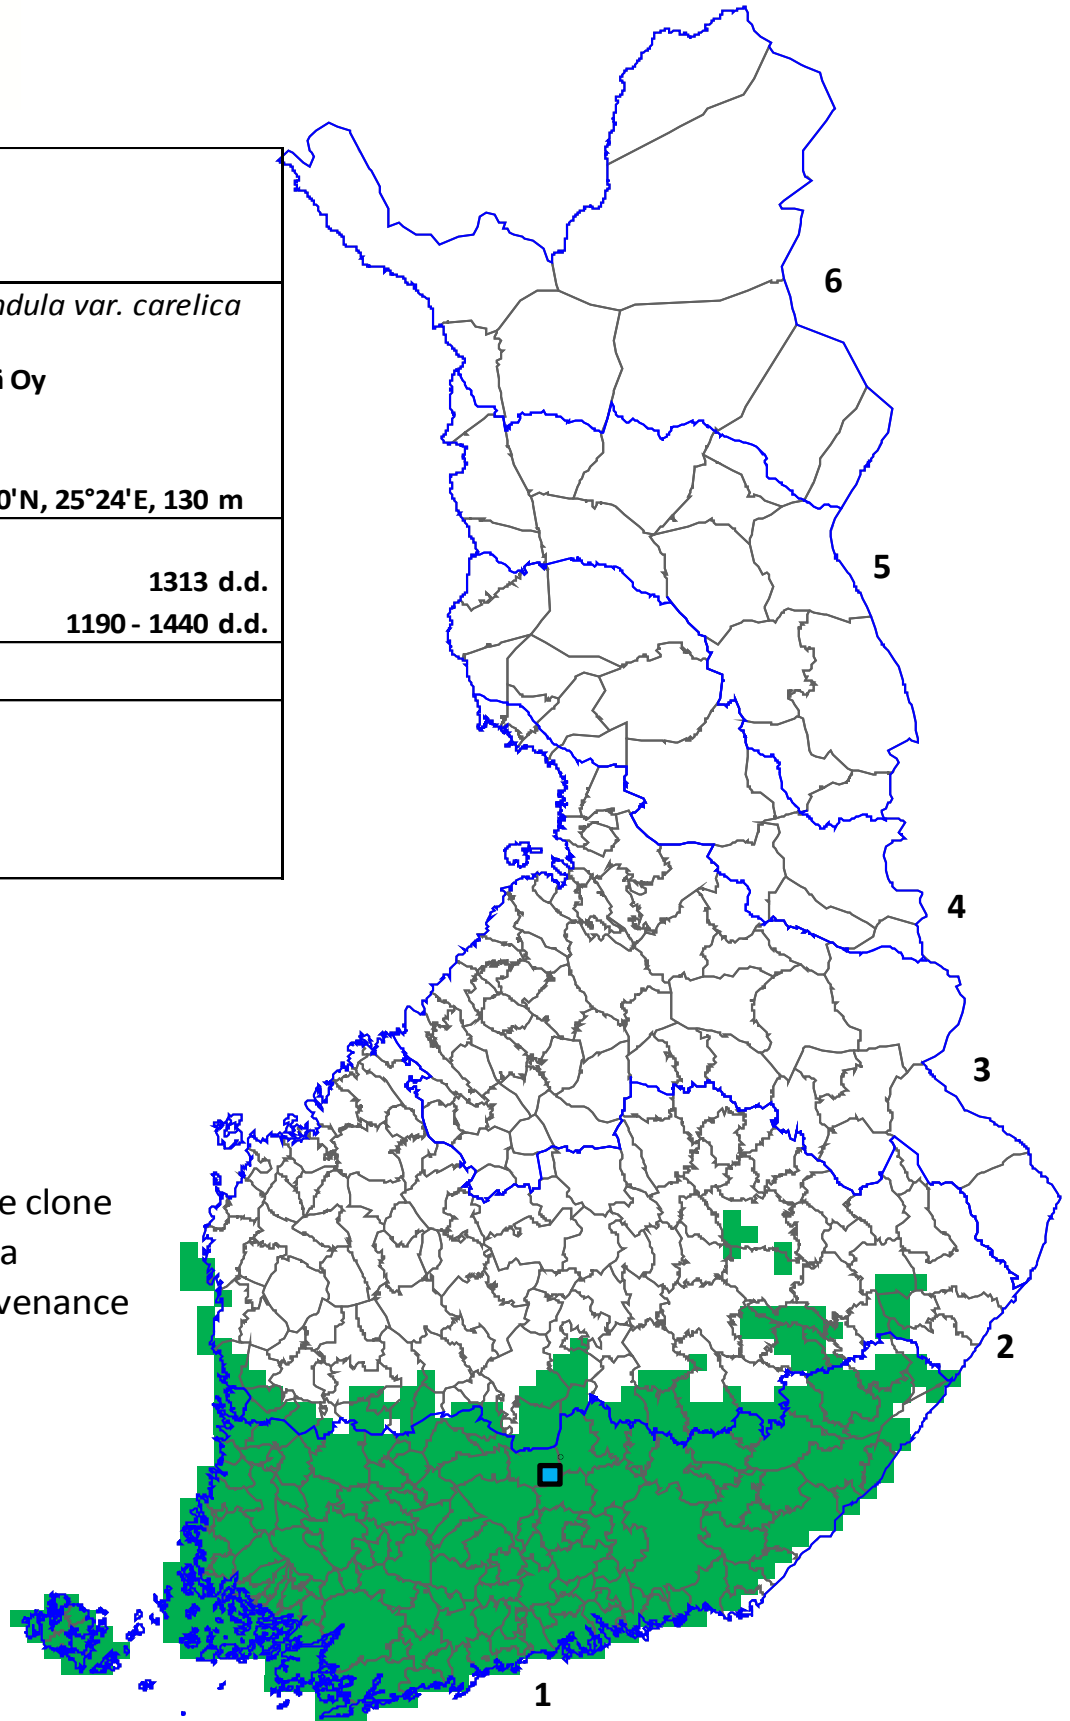 ndula var. carelica
i Oy
0'N, 25°24'E, 130 m
1313 d.d.
1190 - 1440 d.d.
e clone
a
venance
6
5
4
3
2
1